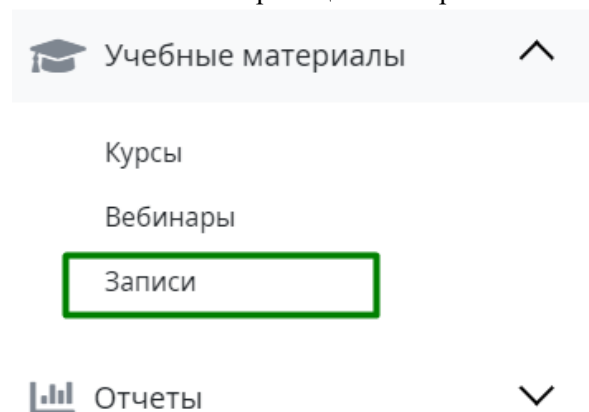 Учебные материалы
Курсы
Вебинары
Записи
Отчеты